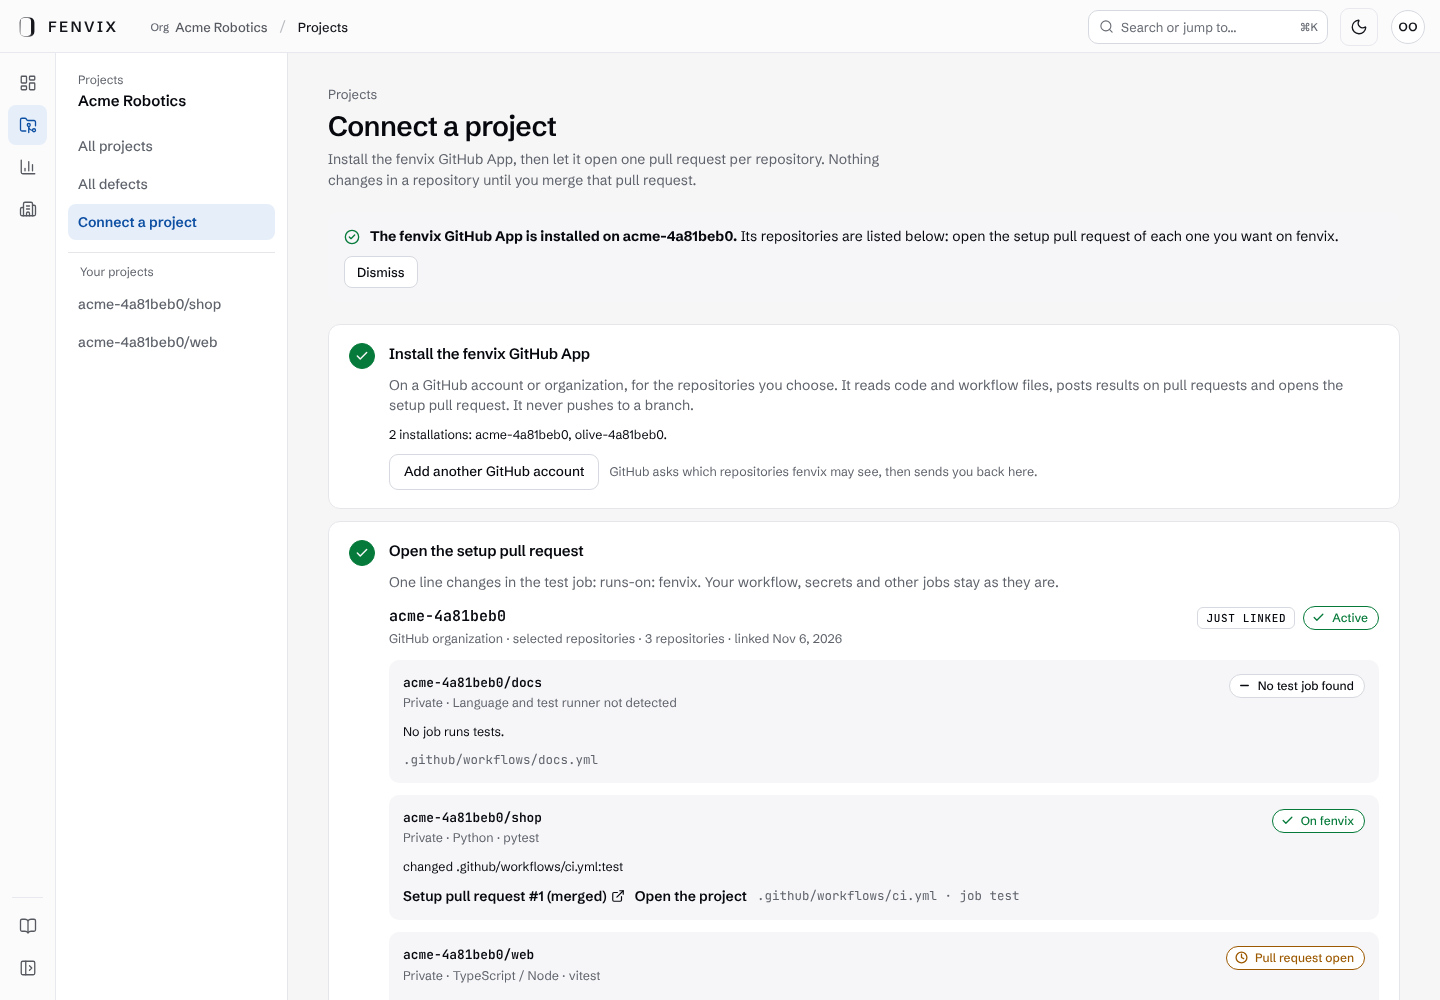 FENVIX
Org Acme Robotics / Projects
Search or jump to... ⌘K
OO
Projects
Acme Robotics
All projects
All defects
Connect a project
Your projects
acme-4a81beb0/shop
acme-4a81beb0/web
Projects
Connect a project
Install the fenvix GitHub App, then let it open one pull request per repository. Nothing
changes in a repository until you merge that pull request.
The fenvix GitHub App is installed on acme-4a81beb0. Its repositories are listed below: open the setup pull request of each one you want on fenvix.
Dismiss
Install the fenvix GitHub App
On a GitHub account or organization, for the repositories you choose. It reads code and workflow files, posts results on pull requests and opens the
setup pull request. It never pushes to a branch.
2 installations: acme-4a81beb0, olive-4a81beb0.
Add another GitHub account
GitHub asks which repositories fenvix may see, then sends you back here.
Open the setup pull request
One line changes in the test job: runs-on: fenvix. Your workflow, secrets and other jobs stay as they are.
acme-4a81beb0
JUST LINKED
Active
GitHub organization · selected repositories · 3 repositories · linked Nov 6, 2026
acme-4a81beb0/docs
No test job found
Private · Language and test runner not detected
No job runs tests.
.github/workflows/docs.yml
acme-4a81beb0/shop
On fenvix
Private · Python · pytest
changed .github/workflows/ci.yml:test
Setup pull request #1 (merged) Open the project .github/workflows/ci.yml · job test
acme-4a81beb0/web
Pull request open
Private · TypeScript / Node · vitest